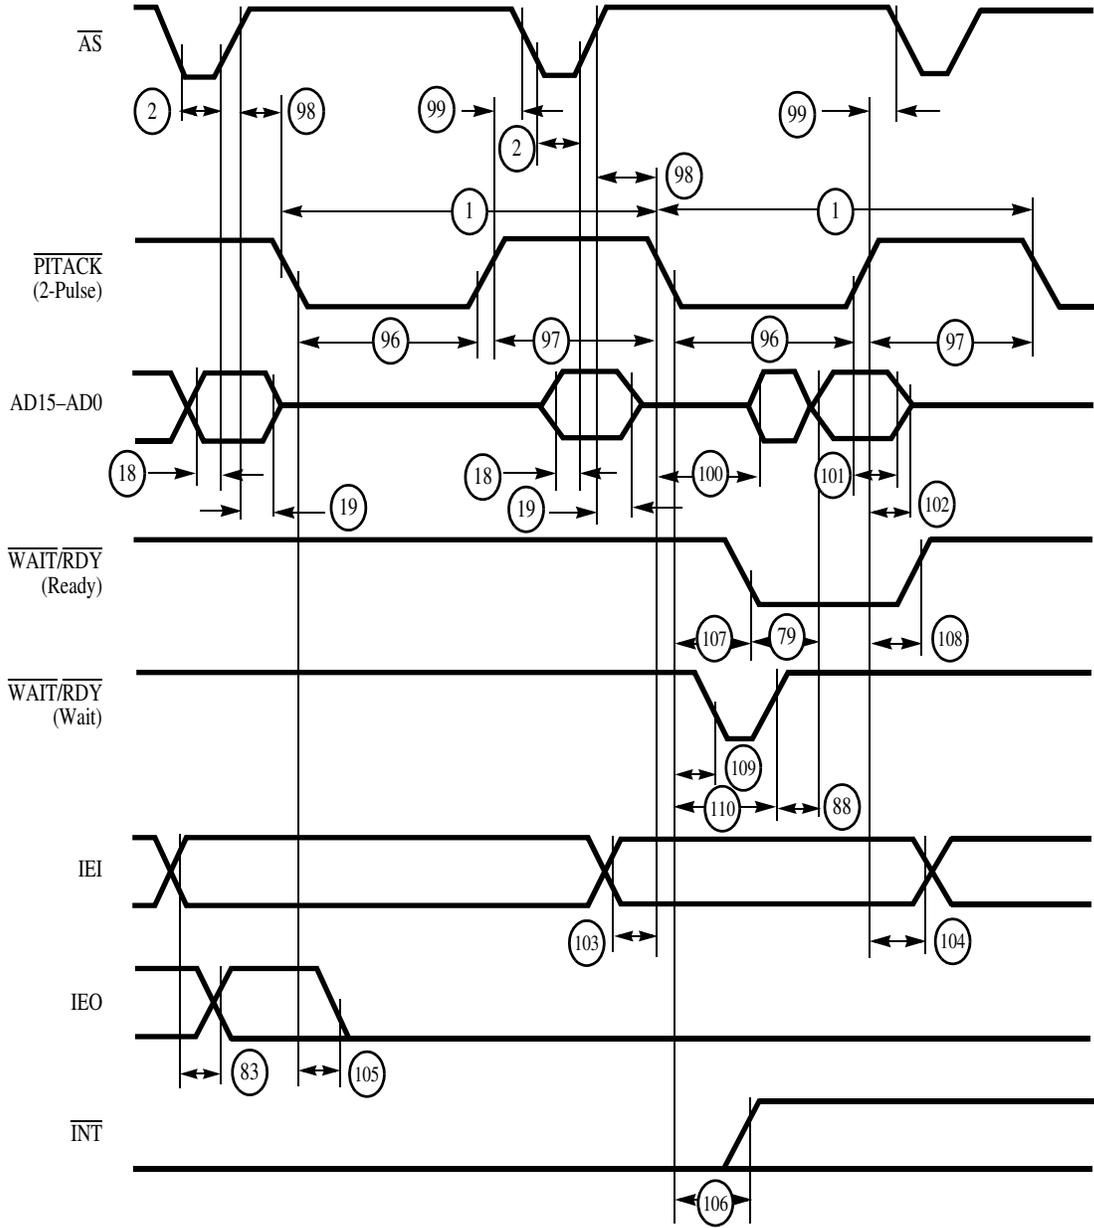 AS
2
98
99
2
99
98
1
1
PITACK
(2-Pulse)
96
97
96
97
AD15–AD0
18
19
18
19
100
101
102
WAIT/RDY
(Ready)
107
79
108
WAIT/RDY
(Wait)
109
110
88
IEI
103
104
IEO
83
105
INT
106